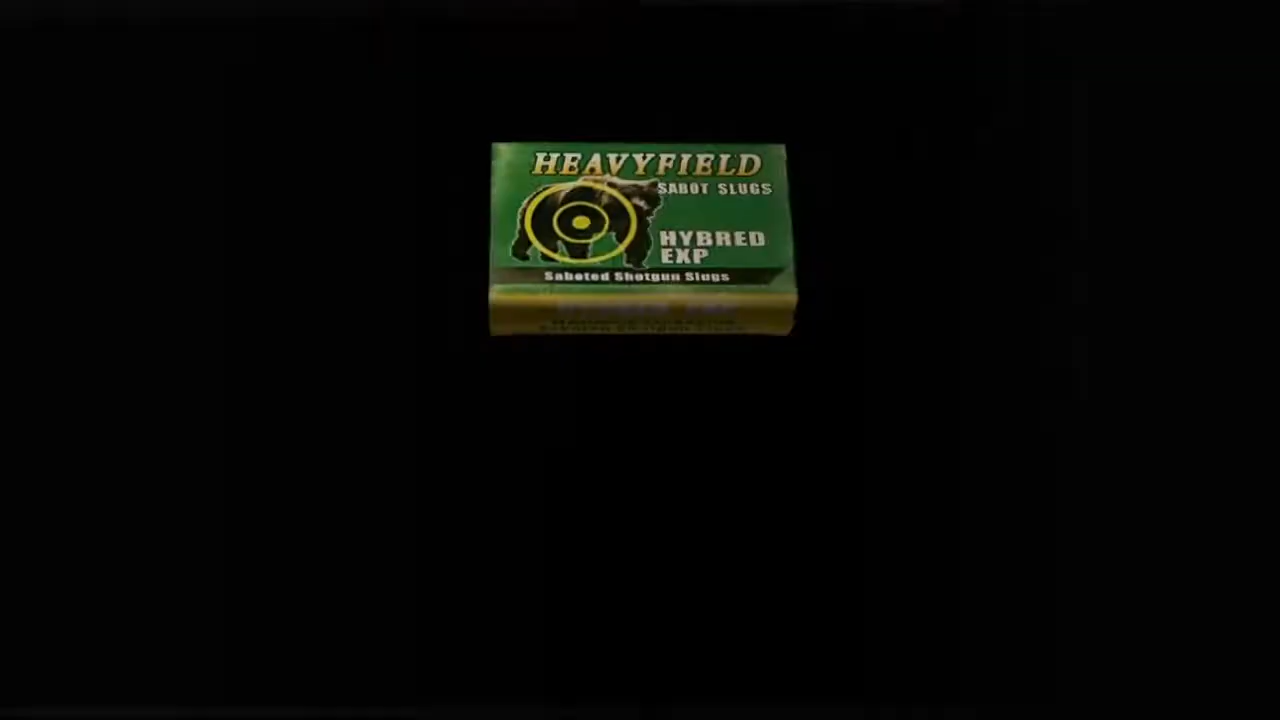 HEAVYFIELD
SABOT SLUGS
HYBRED
EXP
Saboted Shotgun Slugs